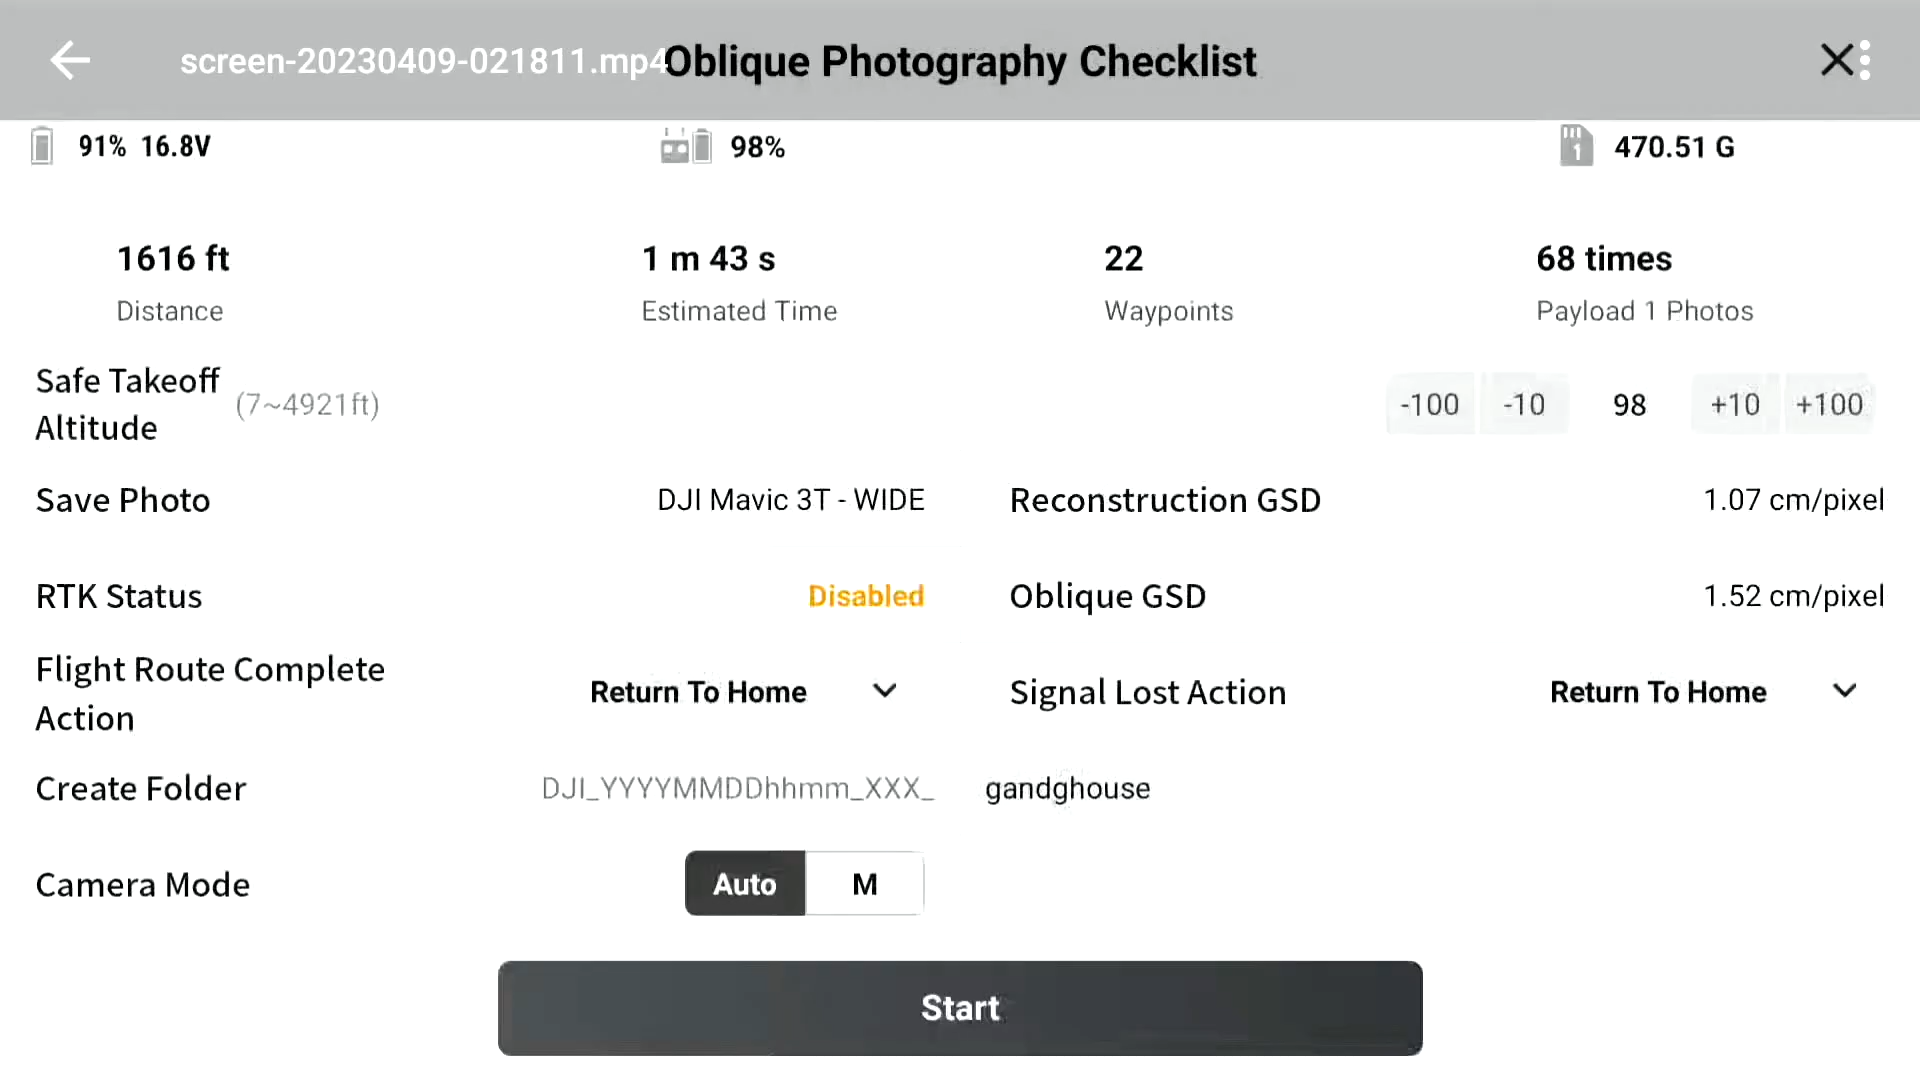 screen-20230409-021811.mp4
Oblique Photography Checklist
91% 16.8V
98%
1
470.51 G
1616 ft
Distance
1 m 43 s
Estimated Time
22
Waypoints
68 times
Payload 1 Photos
Safe Takeoff
Altitude
(7~4921ft)
-100 -10 98 +10 +100
Save Photo DJI Mavic 3T - WIDE
Reconstruction GSD 1.07 cm/pixel
RTK Status Disabled
Oblique GSD 1.52 cm/pixel
Flight Route Complete
Action
Return To Home
Signal Lost Action Return To Home
Create Folder DJI_YYYYMMDDhhmm_XXX_ gandghouse
Camera Mode Auto M
Start